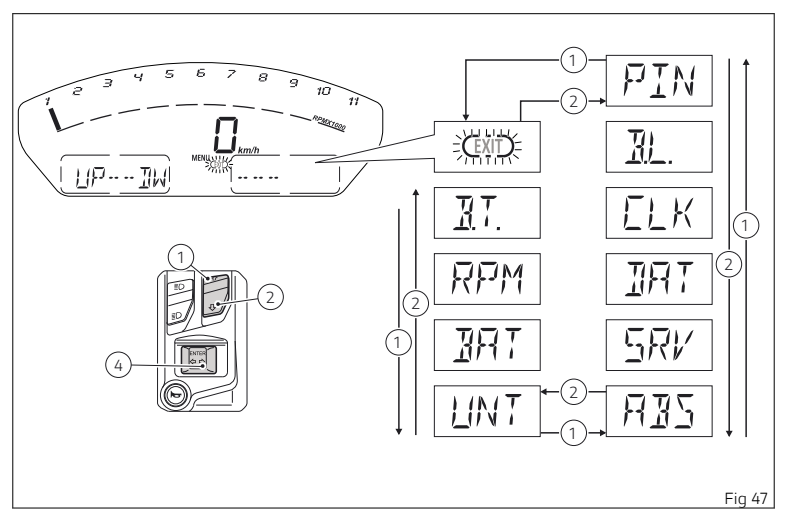 1 2 3 4 5 6 7 8 9 10 11
RPMX1000
0 km/h
MENU EXIT
UP---DW
----
1
2
ENTER
4
1
2
EXIT
PIN
B.L.
B.T.
CLK
RPM
DAT
BAT
SRV
UNT
ABS
1
2
1
2
2
1
Fig 47